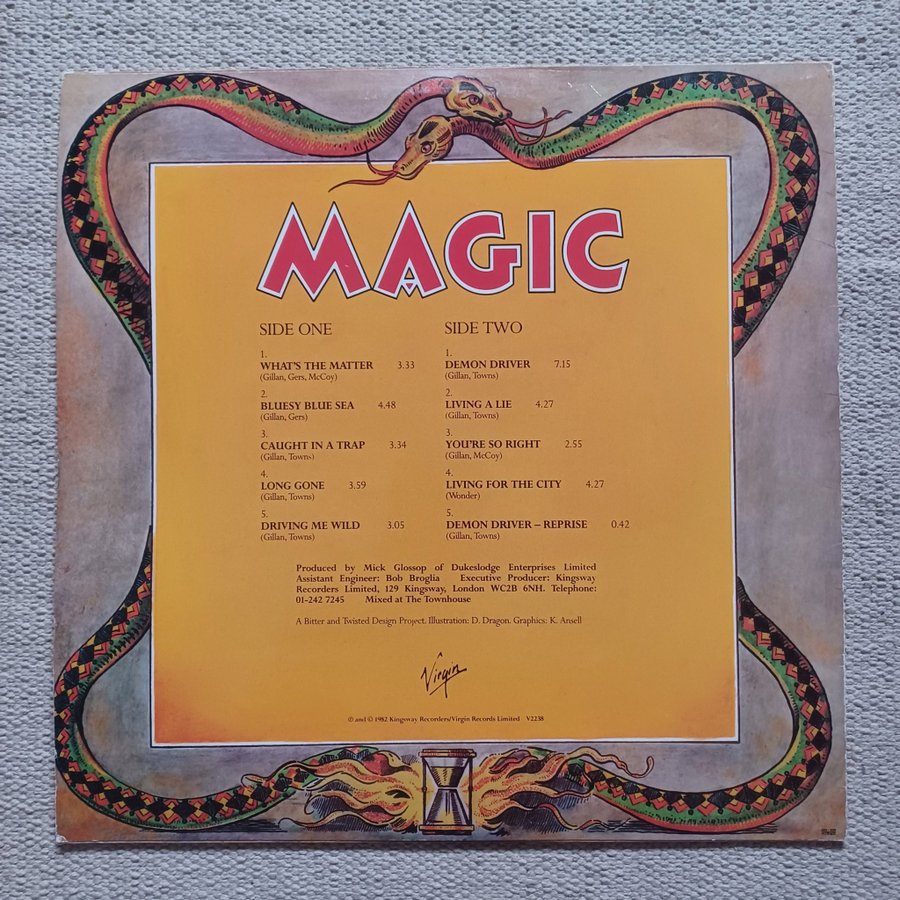 MAGIC
SIDE ONE
1.
WHAT'S THE MATTER 3.33
(Gillan, Gers, McCoy)
2.
BLUESY BLUE SEA 4.48
(Gillan, Gers)
3.
CAUGHT IN A TRAP 3.34
(Gillan, Towns)
4.
LONG GONE 3.59
(Gillan, Towns)
5.
DRIVING ME WILD 3.05
(Gillan, Towns)
SIDE TWO
1.
DEMON DRIVER 7.15
(Gillan, Towns)
2.
LIVING A LIE 4.27
(Gillan, Towns)
3.
YOU'RE SO RIGHT 2.55
(Gillan, McCoy)
4.
LIVING FOR THE CITY 4.27
(Wonder)
5.
DEMON DRIVER – REPRISE 0.42
(Gillan, Towns)
Produced by Mick Glossop of Dukeslodge Enterprises Limited
Assistant Engineer: Bob Broglia Executive Producer: Kingsway
Recorders Limited, 129 Kingsway, London WC2B 6NH. Telephone:
01-242 7245 Mixed at The Townhouse
A Bitter and Twisted Design Project. Illustration: D. Dragon. Graphics: K. Ansell
Virgin
℗ and © 1982 Kingsway Recorders/Virgin Records Limited V2238